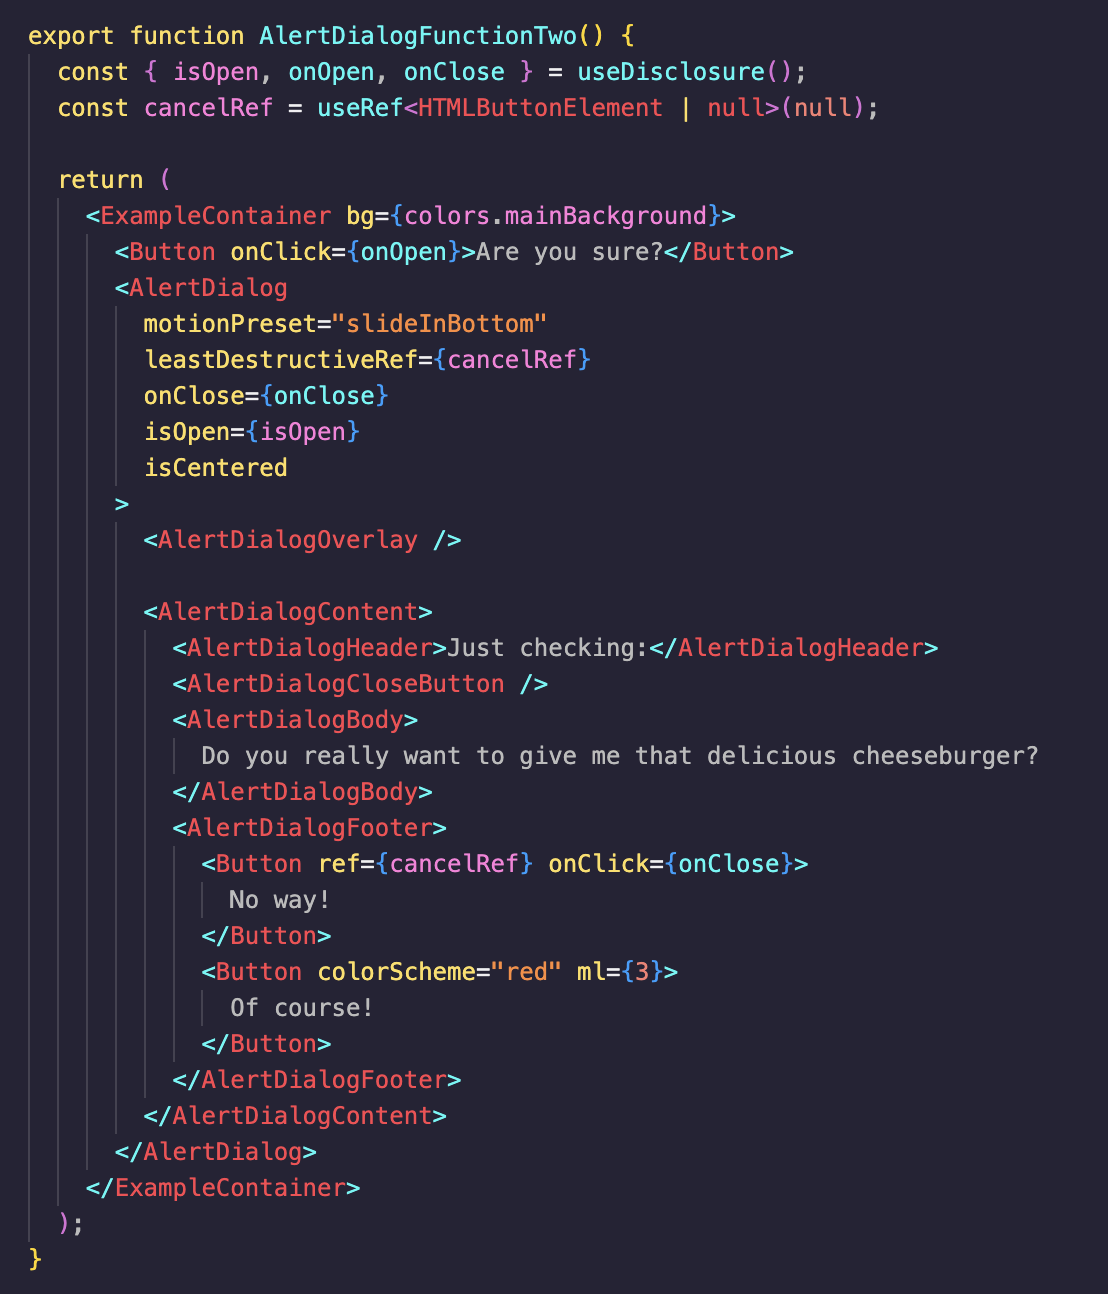 export function AlertDialogFunctionTwo() {
  const { isOpen, onOpen, onClose } = useDisclosure();
  const cancelRef = useRef<HTMLButtonElement | null>(null);

  return (
    <ExampleContainer bg={colors.mainBackground}>
      <Button onClick={onOpen}>Are you sure?</Button>
      <AlertDialog
        motionPreset="slideInBottom"
        leastDestructiveRef={cancelRef}
        onClose={onClose}
        isOpen={isOpen}
        isCentered
      >
        <AlertDialogOverlay />

        <AlertDialogContent>
          <AlertDialogHeader>Just checking:</AlertDialogHeader>
          <AlertDialogCloseButton />
          <AlertDialogBody>
            Do you really want to give me that delicious cheeseburger?
          </AlertDialogBody>
          <AlertDialogFooter>
            <Button ref={cancelRef} onClick={onClose}>
              No way!
            </Button>
            <Button colorScheme="red" ml={3}>
              Of course!
            </Button>
          </AlertDialogFooter>
        </AlertDialogContent>
      </AlertDialog>
    </ExampleContainer>
  );
}